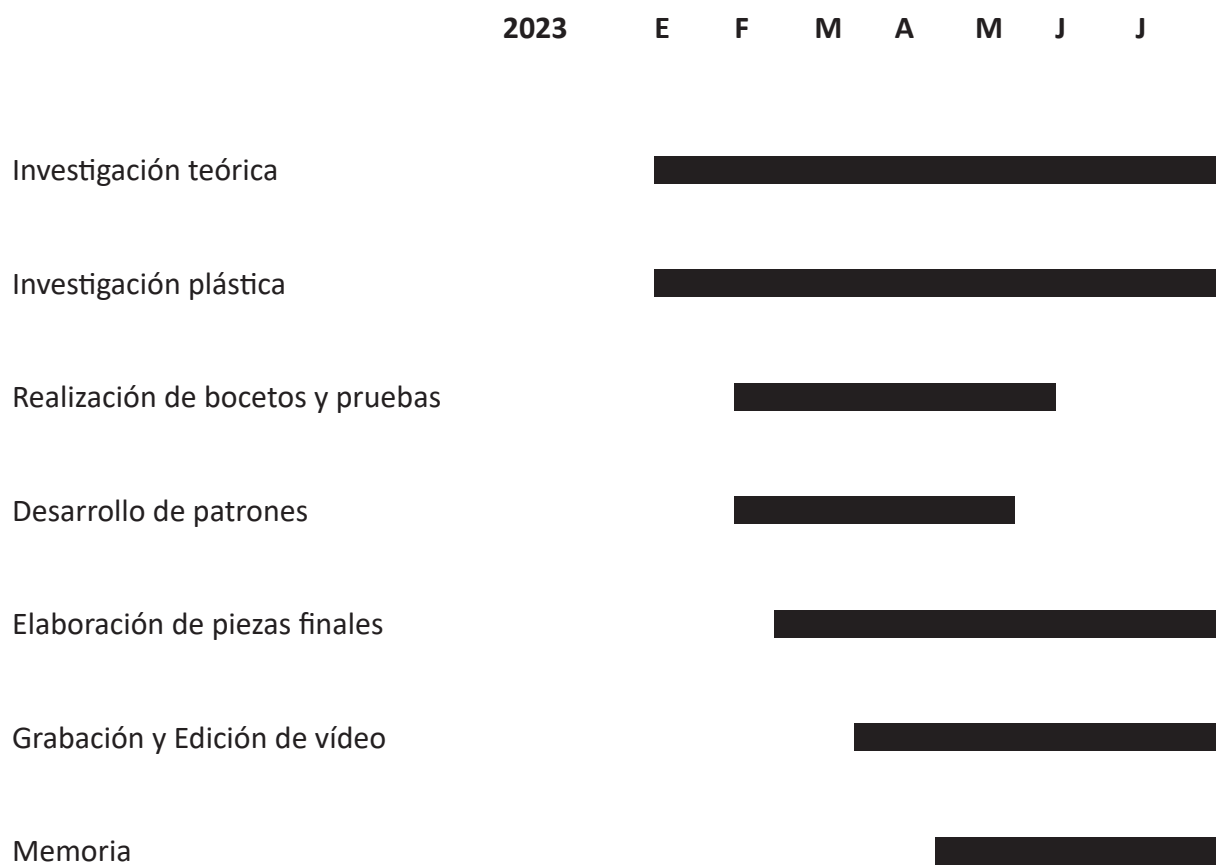 2023 E F M A M J J
Investigación teórica
Investigación plástica
Realización de bocetos y pruebas
Desarrollo de patrones
Elaboración de piezas finales
Grabación y Edición de vídeo
Memoria